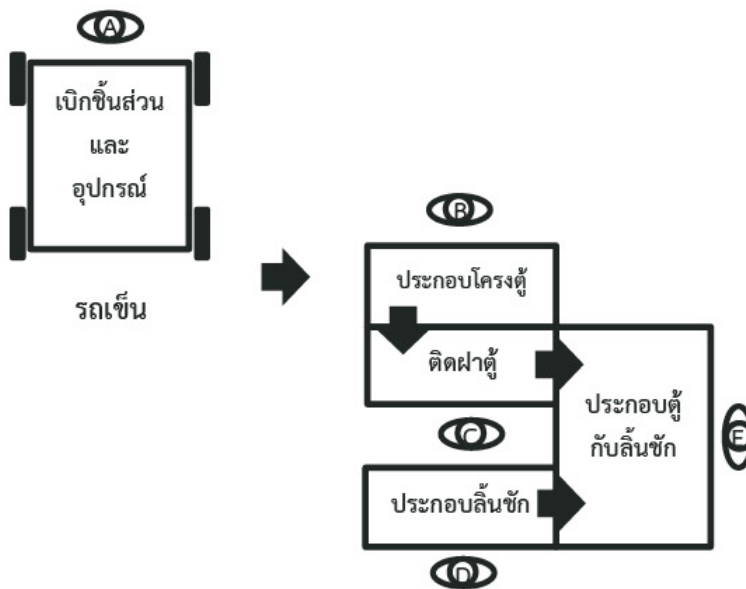 A
เบิกชิ้นส่วน
และ
อุปกรณ์
รถเข็น
B
ประกอบโครงตู้
ติดฝาตู้
C
ประกอบตู้
กับลิ้นชัก
E
ประกอบลิ้นชัก
D